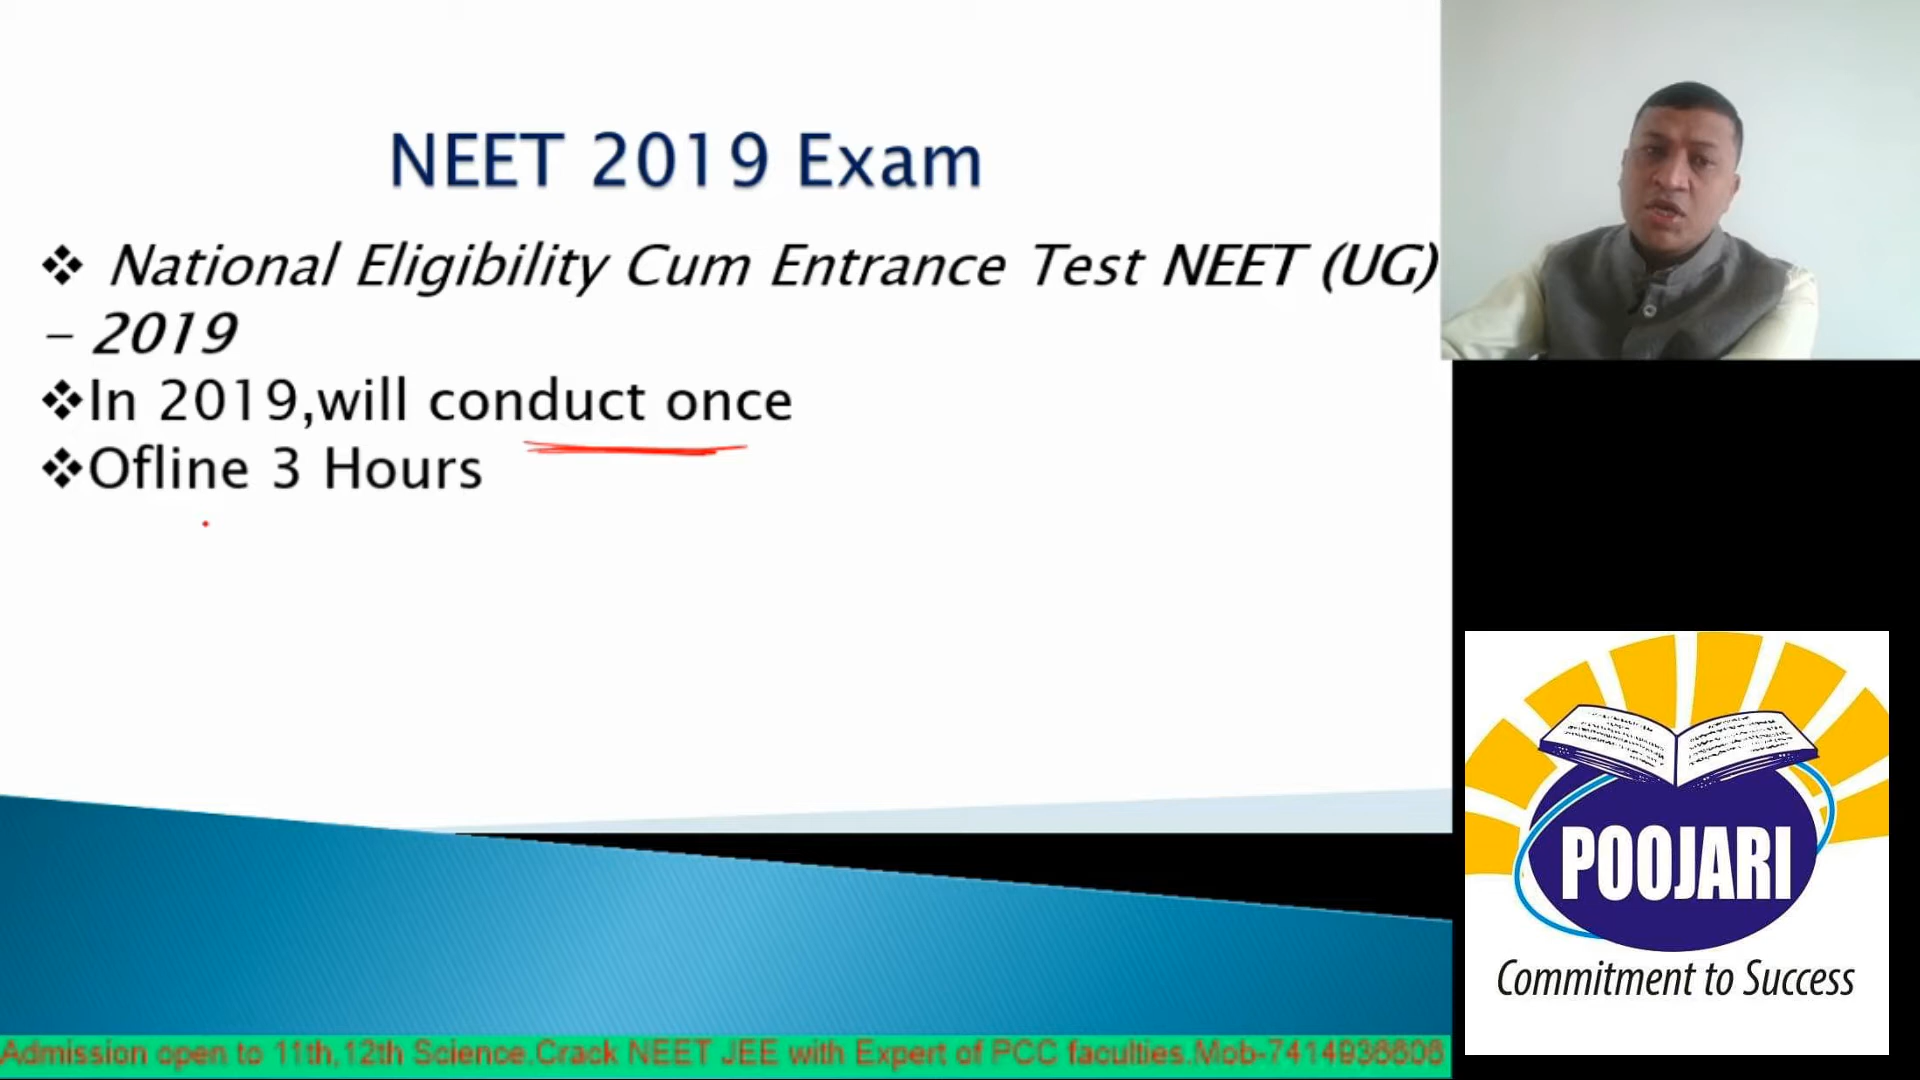 NEET 2019 Exam
❖ National Eligibility Cum Entrance Test NEET (UG)
– 2019
❖In 2019,will conduct once
❖Ofline 3 Hours
POOJARI
Commitment to Success
Admission open to 11th,12th Science.Crack NEET JEE with Expert of PCC faculties.Mob-7414936606